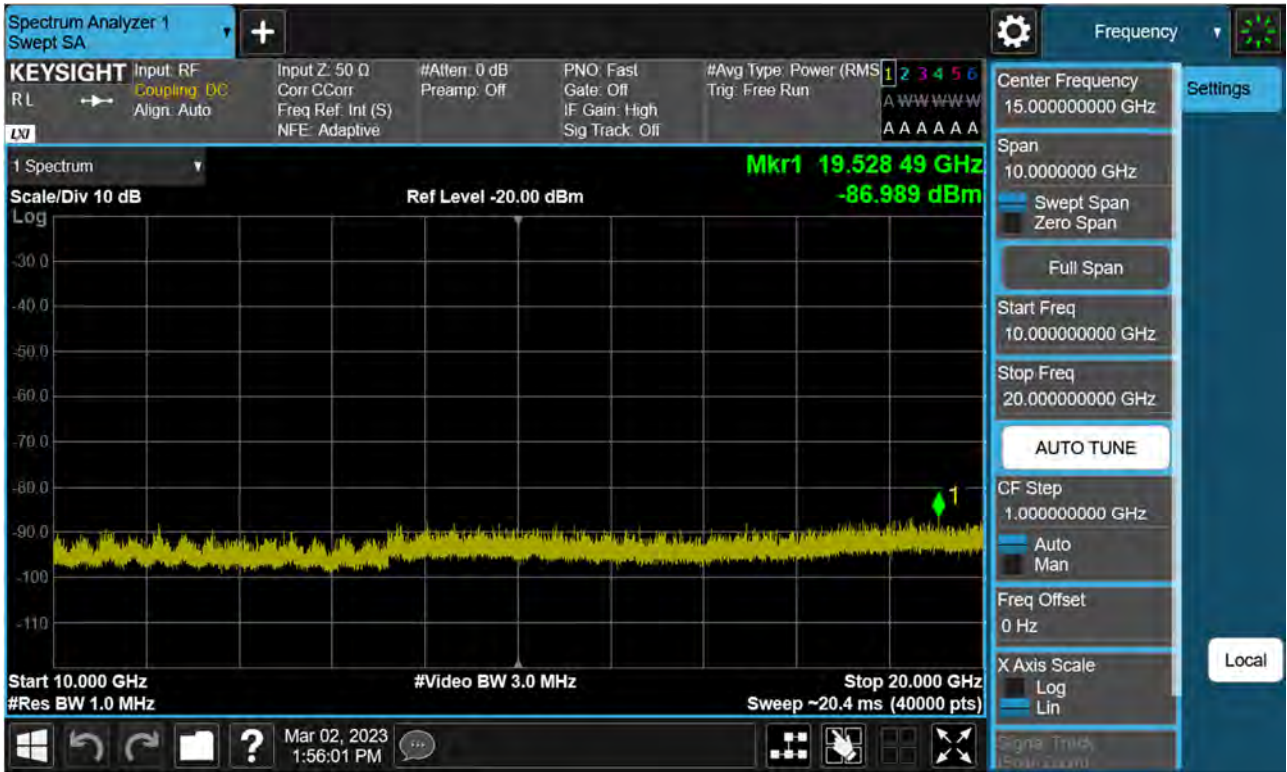 Spectrum Analyzer 1
Swept SA
Frequency
KEYSIGHT
RL
LXI
Input: RF
Coupling: DC
Align: Auto
Input Z: 50 Ω
Corr CCorr
Freq Ref: Int (S)
NFE: Adaptive
#Atten: 0 dB
Preamp: Off
PNO: Fast
Gate: Off
IF Gain: High
Sig Track: Off
#Avg Type: Power (RMS
Trig: Free Run
1 2 3 4 5 6
A W W W W W
A A A A A A
1 Spectrum
Scale/Div 10 dB
Ref Level -20.00 dBm
Mkr1 19.528 49 GHz
-86.989 dBm
Log
-30.0
-40.0
-50.0
-60.0
-70.0
-80.0
-90.0
-100
-110
1
Start 10.000 GHz
#Res BW 1.0 MHz
#Video BW 3.0 MHz
Stop 20.000 GHz
Sweep ~20.4 ms (40000 pts)
Center Frequency
15.000000000 GHz
Span
10.0000000 GHz
Swept Span
Zero Span
Full Span
Start Freq
10.000000000 GHz
Stop Freq
20.000000000 GHz
AUTO TUNE
CF Step
1.000000000 GHz
Auto
Man
Freq Offset
0 Hz
X Axis Scale
Log
Lin
Signal Track
(Span Zoom)
Settings
Local
?
Mar 02, 2023
1:56:01 PM